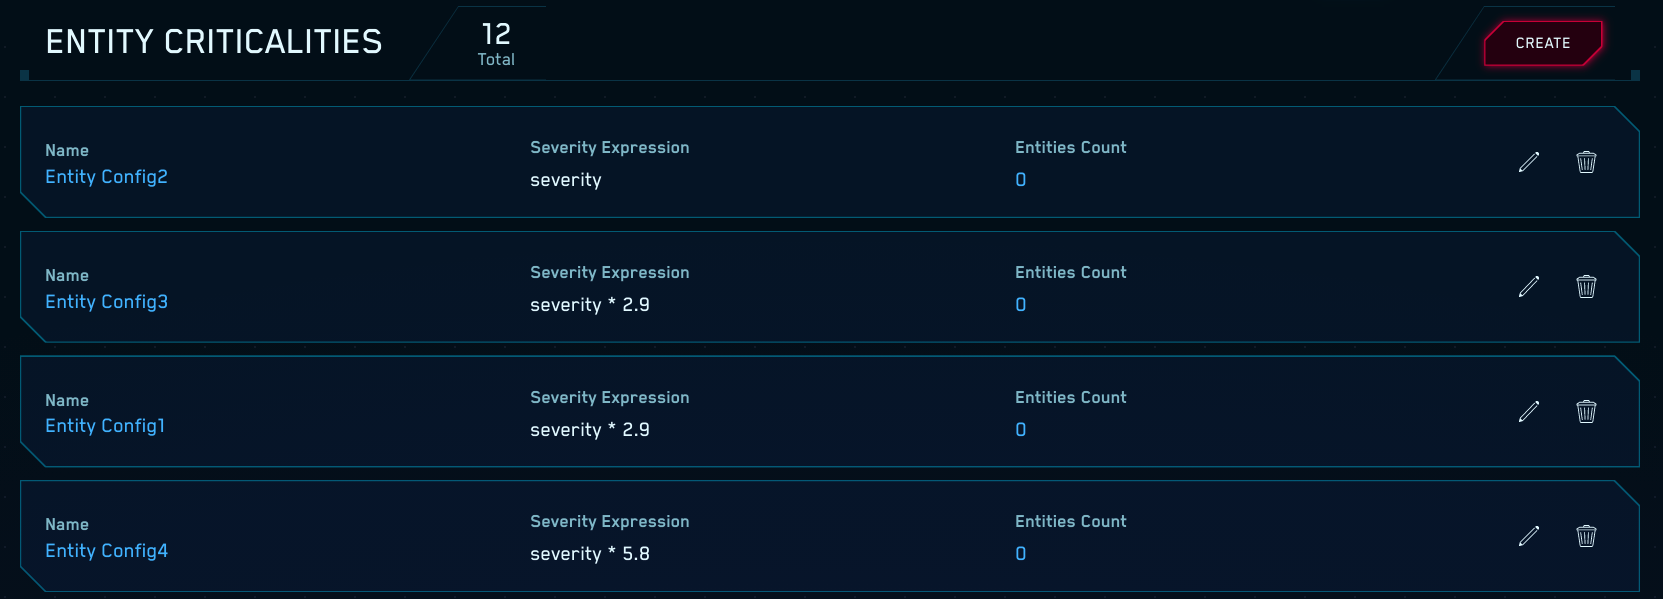 ENTITY CRITICALITIES
12
Total
CREATE
Name
Entity Config2
Severity Expression
severity
Entities Count
0
Name
Entity Config3
Severity Expression
severity * 2.9
Entities Count
0
Name
Entity Config1
Severity Expression
severity * 2.9
Entities Count
0
Name
Entity Config4
Severity Expression
severity * 5.8
Entities Count
0